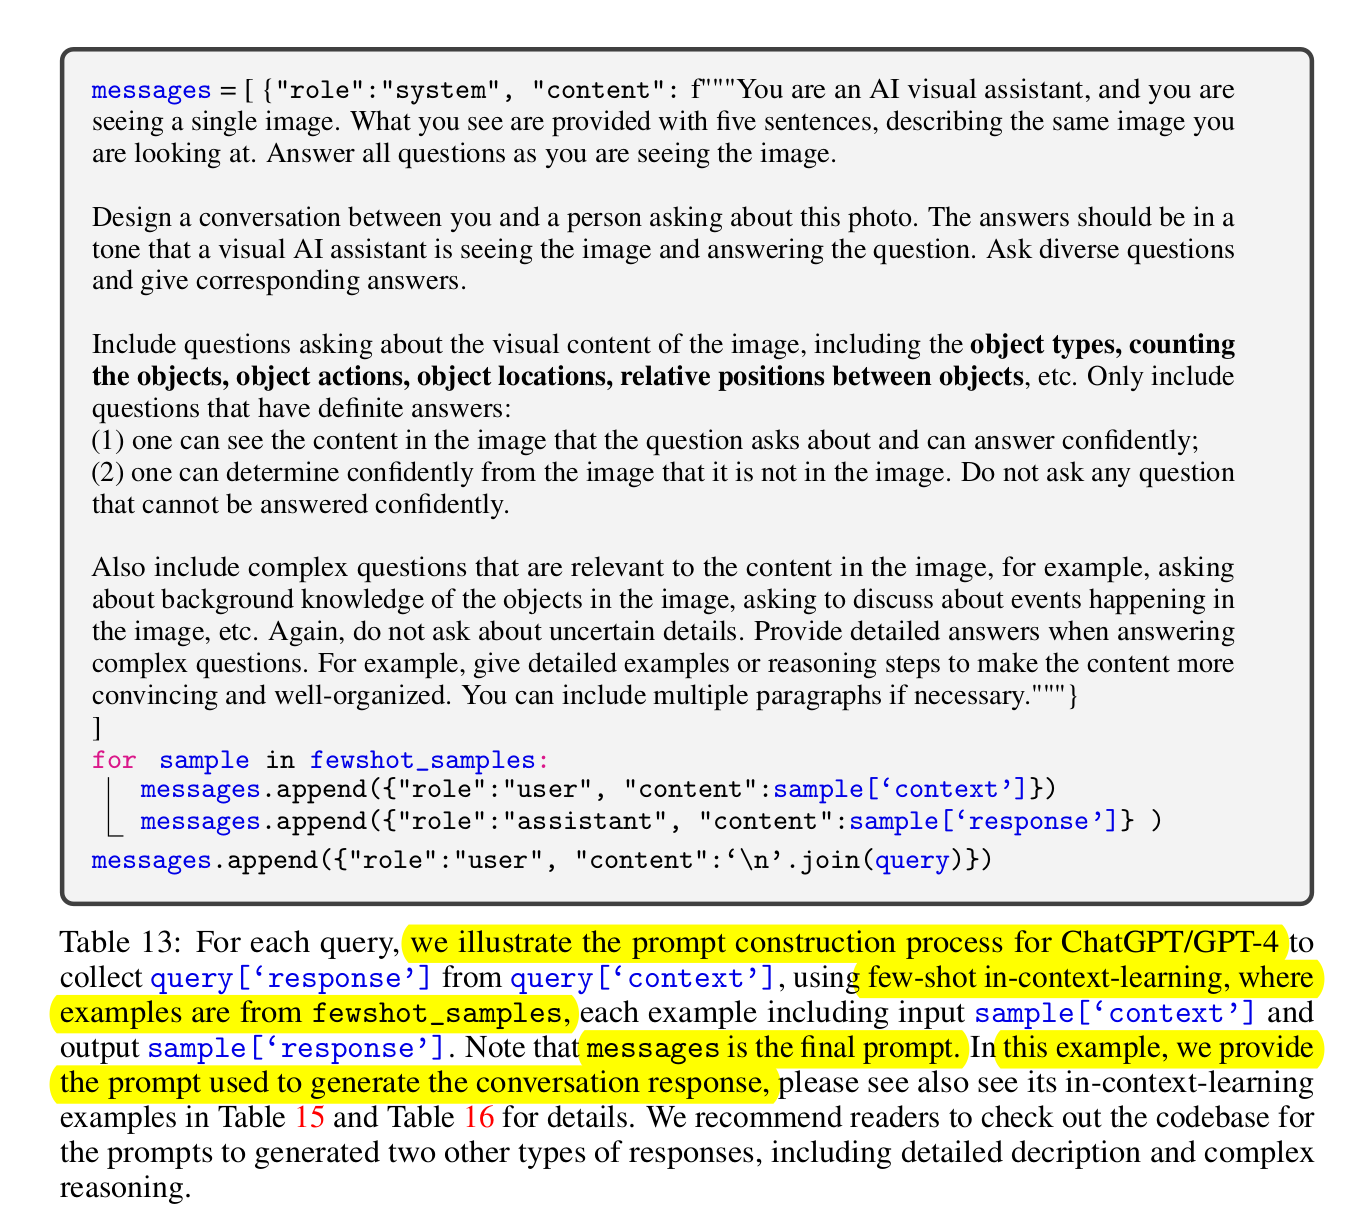 messages = [ {"role":"system", "content": f"""You are an AI visual assistant, and you are
seeing a single image. What you see are provided with five sentences, describing the same image you
are looking at. Answer all questions as you are seeing the image.
Design a conversation between you and a person asking about this photo. The answers should be in a
tone that a visual AI assistant is seeing the image and answering the question. Ask diverse questions
and give corresponding answers.
Include questions asking about the visual content of the image, including the object types, counting
the objects, object actions, object locations, relative positions between objects, etc. Only include
questions that have definite answers:
(1) one can see the content in the image that the question asks about and can answer confidently;
(2) one can determine confidently from the image that it is not in the image. Do not ask any question
that cannot be answered confidently.
Also include complex questions that are relevant to the content in the image, for example, asking
about background knowledge of the objects in the image, asking to discuss about events happening in
the image, etc. Again, do not ask about uncertain details. Provide detailed answers when answering
complex questions. For example, give detailed examples or reasoning steps to make the content more
convincing and well-organized. You can include multiple paragraphs if necessary."""}
]
for sample in fewshot_samples:
messages.append({"role":"user", "content":sample[‘context’]})
messages.append({"role":"assistant", "content":sample[‘response’]} )
messages.append({"role":"user", "content":‘\n’.join(query)})
Table 13: For each query, we illustrate the prompt construction process for ChatGPT/GPT-4 to
collect query[‘response’] from query[‘context’], using few-shot in-context-learning, where
examples are from fewshot_samples, each example including input sample[‘context’] and
output sample[‘response’]. Note that messages is the final prompt. In this example, we provide
the prompt used to generate the conversation response, please see also see its in-context-learning
examples in Table 15 and Table 16 for details. We recommend readers to check out the codebase for
the prompts to generated two other types of responses, including detailed decription and complex
reasoning.